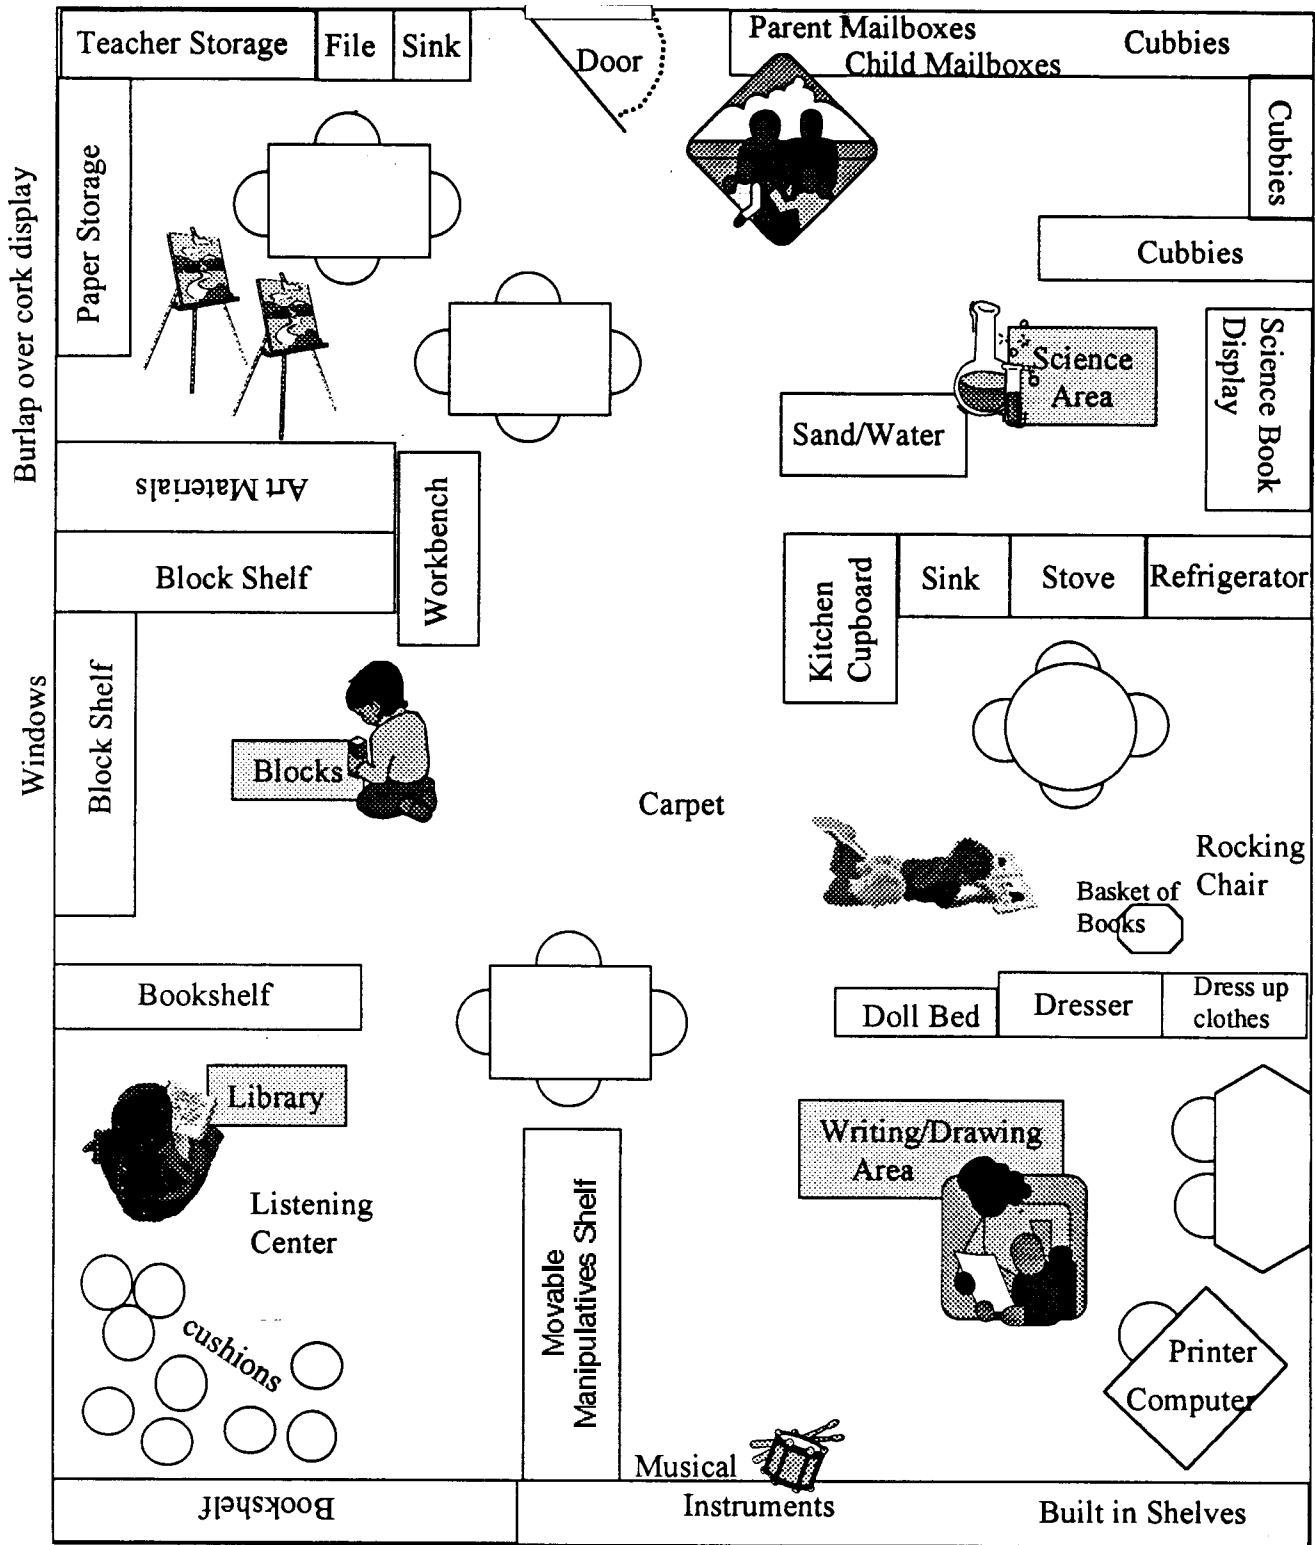 Teacher Storage
File
Sink
Door
Parent Mailboxes
Child Mailboxes
Cubbies
Cubbies
Cubbies
Burlap over cork display
Paper Storage
Science
Area
Science Book
Display
Sand/Water
Art Materials
Block Shelf
Workbench
Kitchen
Cupboard
Sink
Stove
Refrigerator
Windows
Block Shelf
Blocks
Carpet
Rocking
Chair
Basket of
Books
Bookshelf
Doll Bed
Dresser
Dress up
clothes
Library
Writing/Drawing
Area
Listening
Center
Movable
Manipulatives Shelf
cushions
Printer
Computer
Musical
Instruments
Bookshelf
Built in Shelves